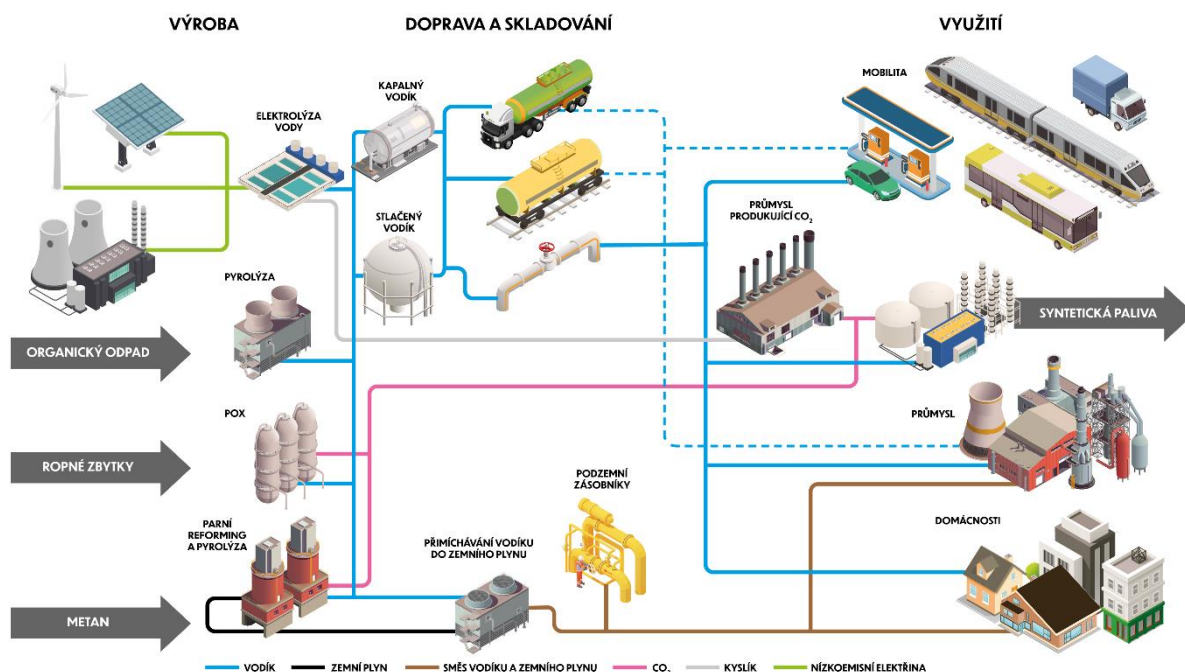 VÝROBA
DOPRAVA A SKLADOVÁNÍ
VYUŽITÍ
KAPALNÝ
VODÍK
MOBILITA
ELEKTROLÝZA
VODY
STLAČENÝ
VODÍK
PRŮMYSL
PRODUKUJÍCÍ CO₂
PYROLÝZA
SYNTETICKÁ PALIVA
ORGANICKÝ ODPAD
POX
PRŮMYSL
ROPNÉ ZBYTKY
PODZEMNÍ
ZÁSOBNÍKY
PARNÍ
REFORMING
A PYROLÝZA
PŘIMÍCHÁVÁNÍ VODÍKU
DO ZEMNÍHO PLYNU
DOMÁCNOSTI
METAN
VODÍK
ZEMNÍ PLYN
SMĚS VODÍKU A ZEMNÍHO PLYNU
CO₂
KYSLÍK
NÍZKOEMISNÍ ELEKTŘINA